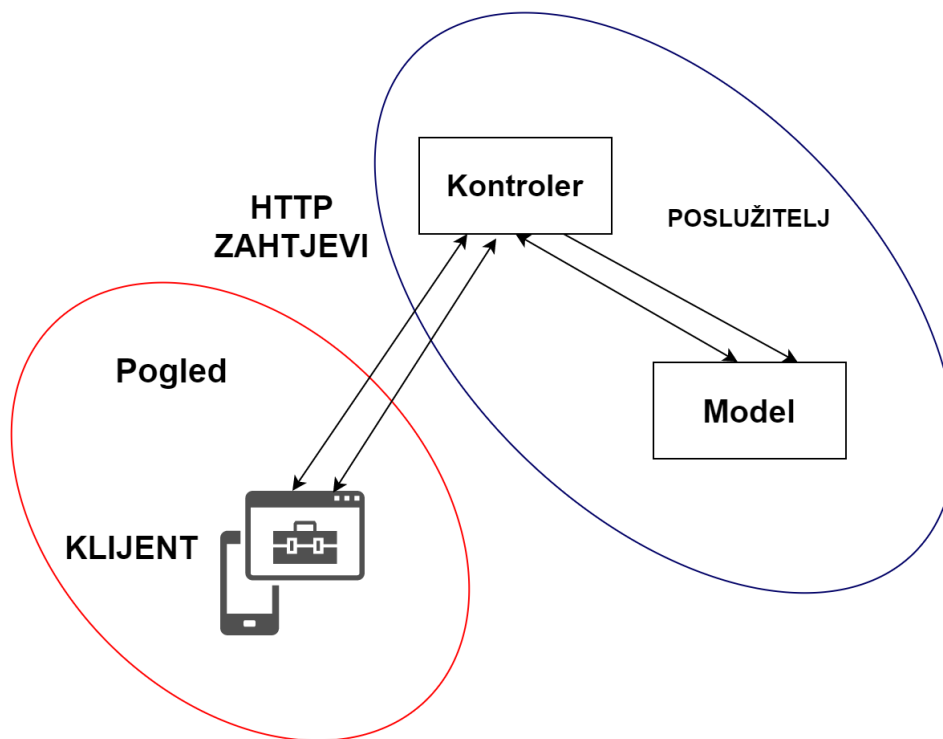 Kontroler
HTTP
ZAHTJEVI
POSLUŽITELJ
Pogled
Model
KLIJENT